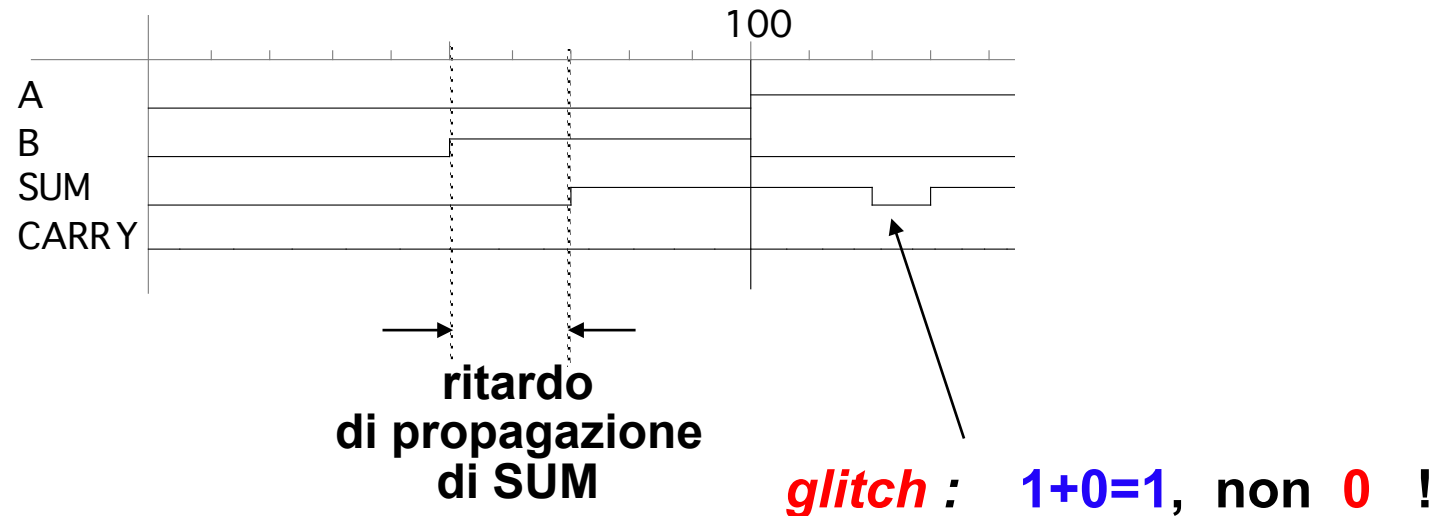 100
A
B
SUM
CARRY
ritardo
di propagazione
di SUM
glitch : 1+0=1, non 0 !